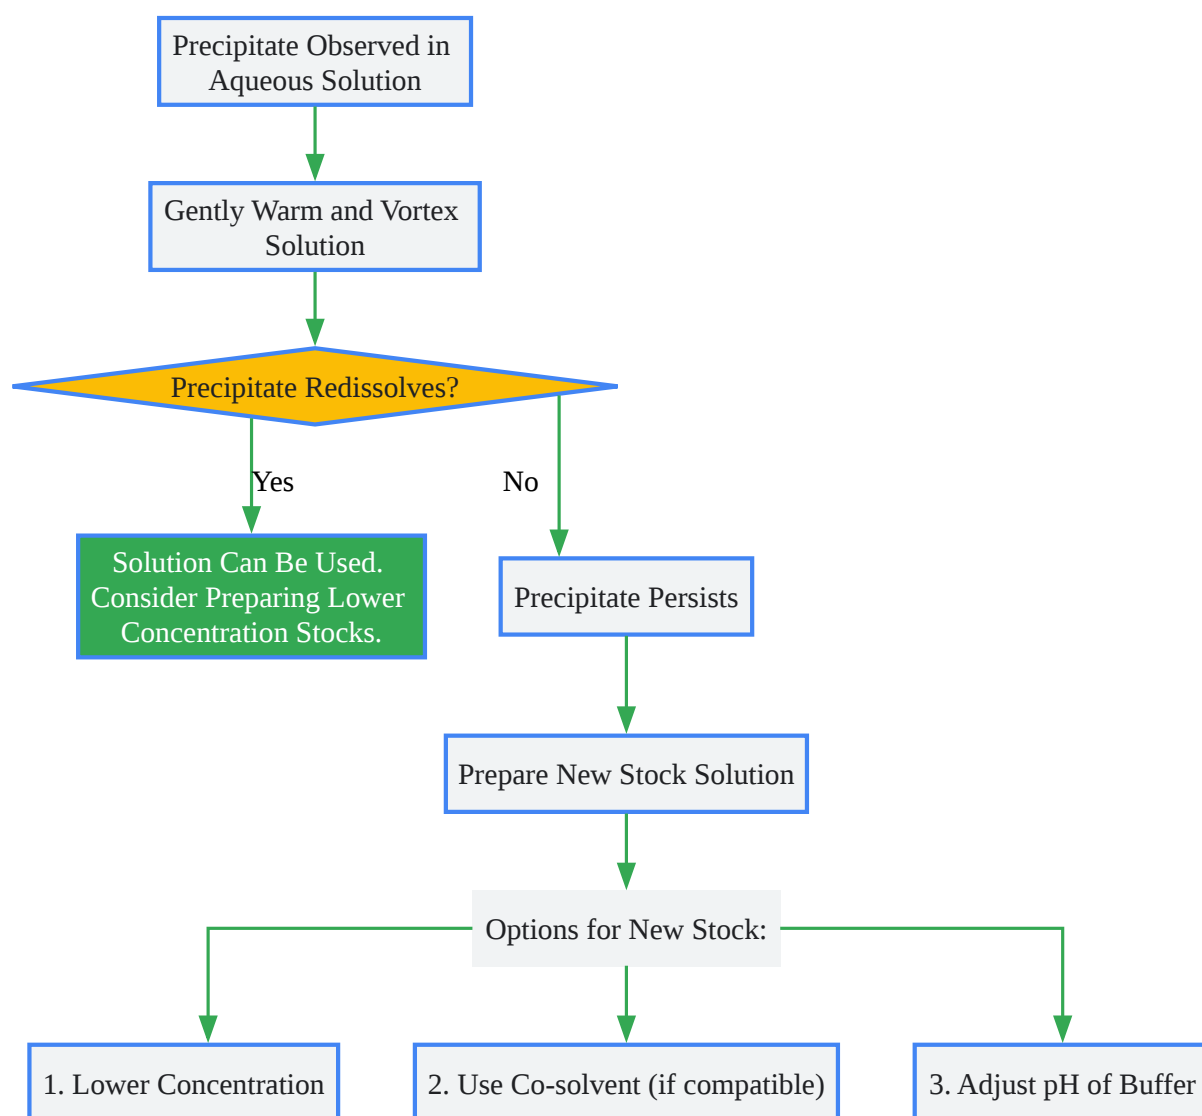 Precipitate Observed in
Aqueous Solution
Gently Warm and Vortex
Solution
Precipitate Redissolves?
Yes
No
Solution Can Be Used.
Consider Preparing Lower
Concentration Stocks.
Precipitate Persists
Prepare New Stock Solution
Options for New Stock:
1. Lower Concentration
2. Use Co-solvent (if compatible)
3. Adjust pH of Buffer